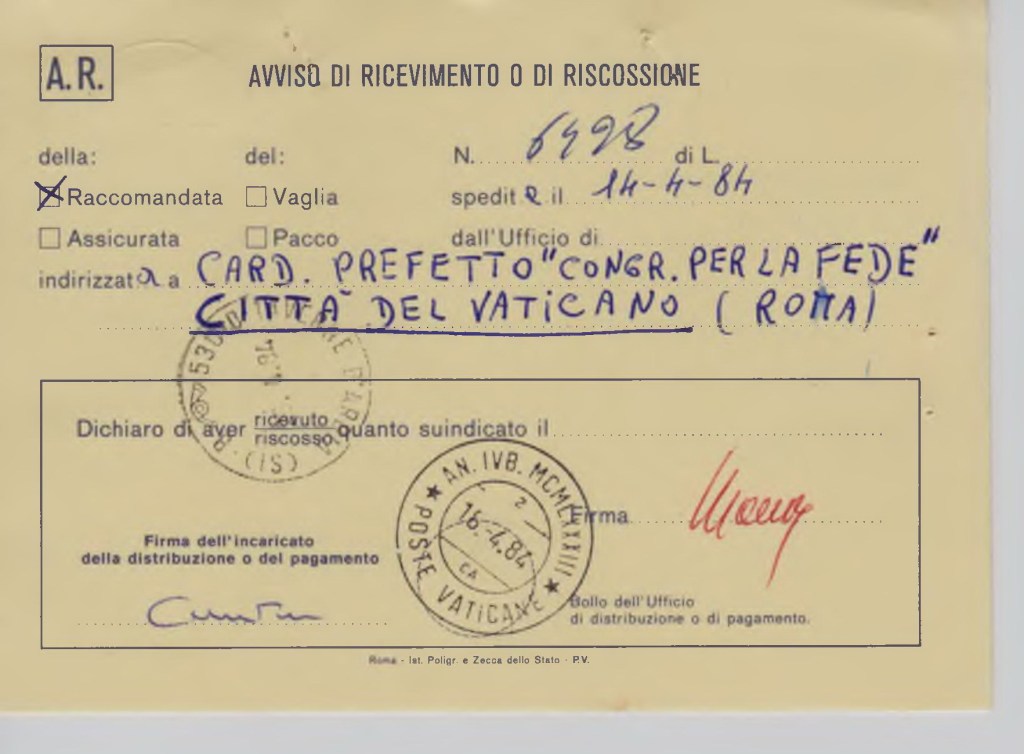 A.R.
AVVISO DI RICEVIMENTO O DI RISCOSSIONE
della: del: N. 6498 di L.
Raccomandata Vaglia spedita il 14-4-84
Assicurata Pacco dall'Ufficio di
indirizzata a CARD. PREFETTO "CONGR. PER LA FEDE"
CITTÀ DEL VATICANO (ROMA)
Dichiaro di aver ricevuto/riscosso quanto suindicato il
Firma
Firma dell'incaricato
della distribuzione o del pagamento
AN. IVB. MCMLXXXIII
16.-4.84
POSTE VATICANE
Bollo dell'Ufficio
di distribuzione o di pagamento.
Roma - Ist. Poligr. e Zecca dello Stato - P.V.